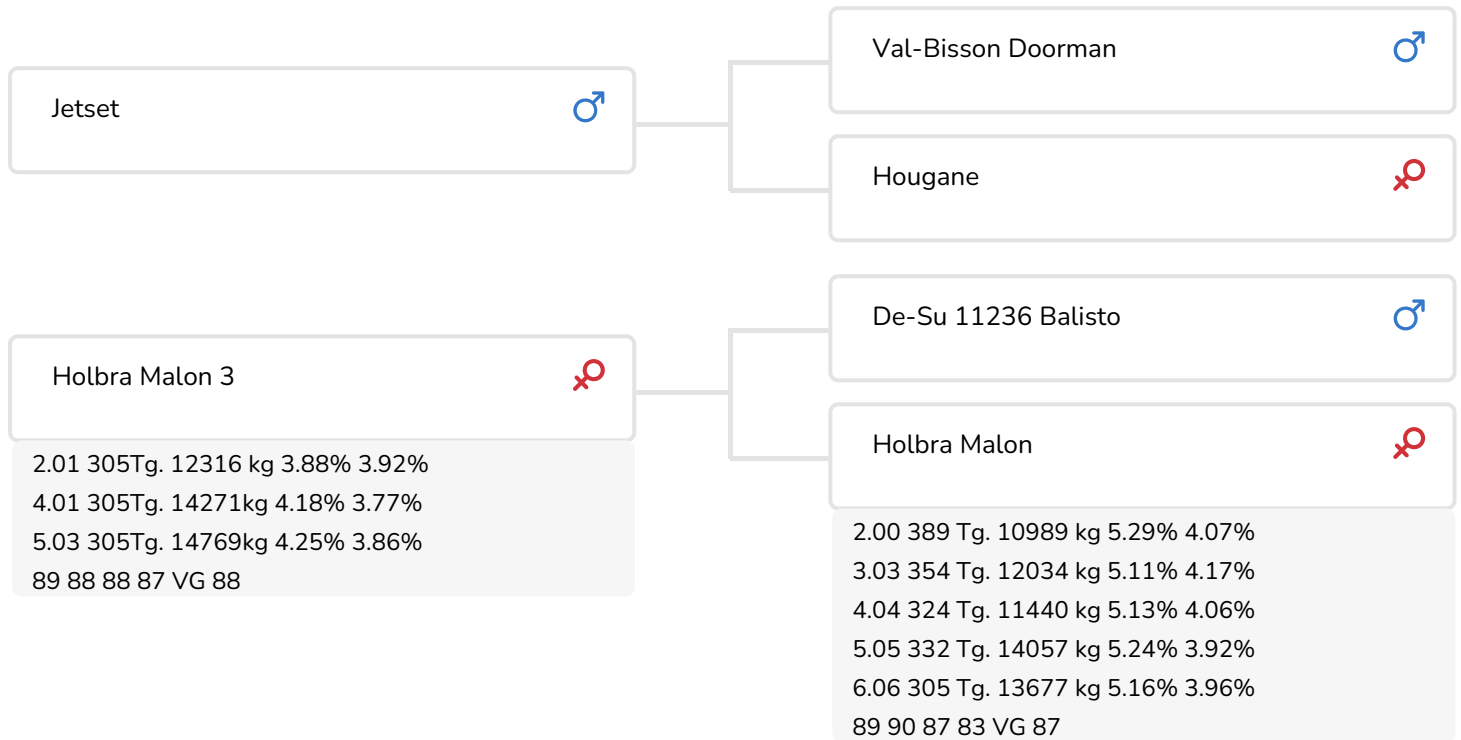 Jetset
Val-Bisson Doorman
Hougane
Holbra Malon 3
2.01 305Tg. 12316 kg 3.88% 3.92%
4.01 305Tg. 14271kg 4.18% 3.77%
5.03 305Tg. 14769kg 4.25% 3.86%
89 88 88 87 VG 88
De-Su 11236 Balisto
Holbra Malon
2.00 389 Tg. 10989 kg 5.29% 4.07%
3.03 354 Tg. 12034 kg 5.11% 4.17%
4.04 324 Tg. 11440 kg 5.13% 4.06%
5.05 332 Tg. 14057 kg 5.24% 3.92%
6.06 305 Tg. 13677 kg 5.16% 3.96%
89 90 87 83 VG 87